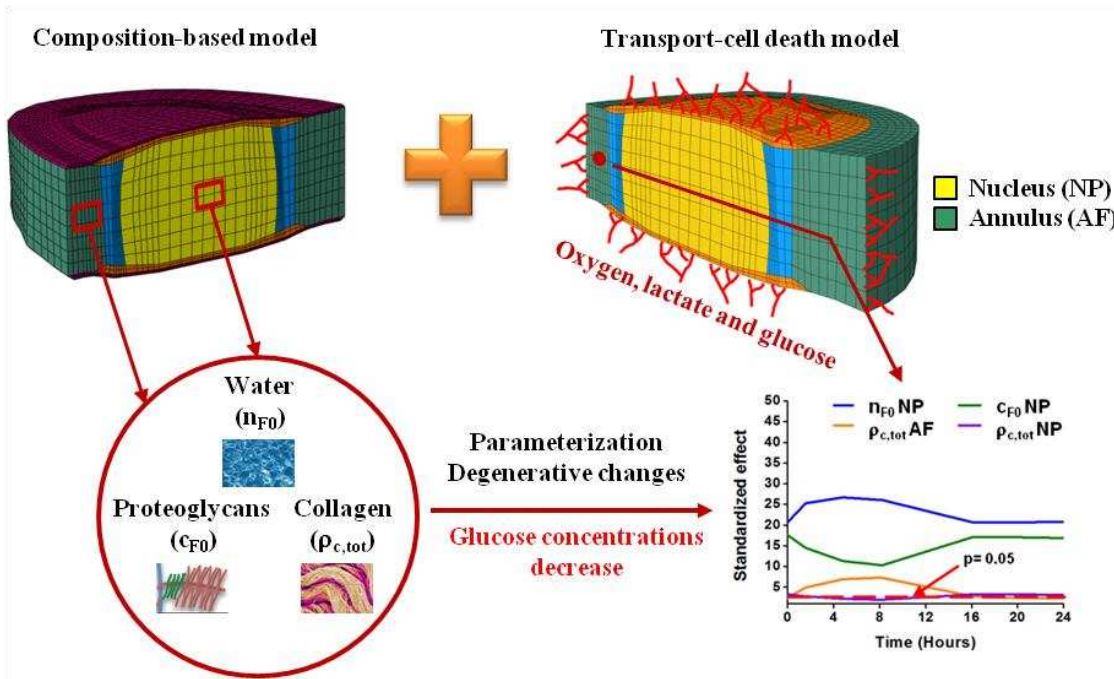 Composition-based model
Transport-cell death model
Nucleus (NP)
Annulus (AF)
Oxygen, lactate and glucose
Water
(nF0)
Proteoglycans
(cF0)
Collagen
(ρc,tot)
Parameterization
Degenerative changes
Glucose concentrations
decrease
nF0 NP
cF0 NP
ρc,tot AF
ρc,tot NP
Standardized effect
50
45
40
35
30
25
20
15
10
5
0
p= 0.05
0 4 8 12 16 20 24
Time (Hours)